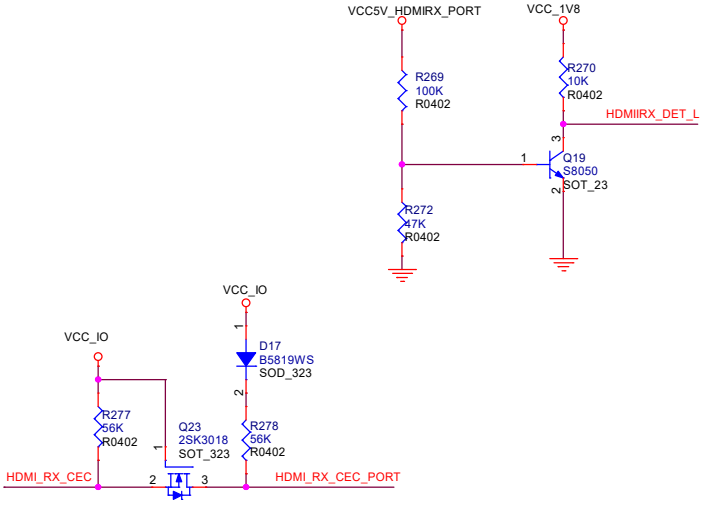 VCC5V_HDMIRX_PORT
VCC_1V8
R269
100K
R0402
R270
10K
R0402
HDMIIRX_DET_L
3
1
Q19
S8050
SOT_23
2
R272
47K
R0402
VCC_IO
VCC_IO
1
D17
B5819WS
SOD_323
2
R277
56K
R0402
Q23
2SK3018
SOT_323
1
R278
56K
R0402
HDMI_RX_CEC
2
3
HDMI_RX_CEC_PORT